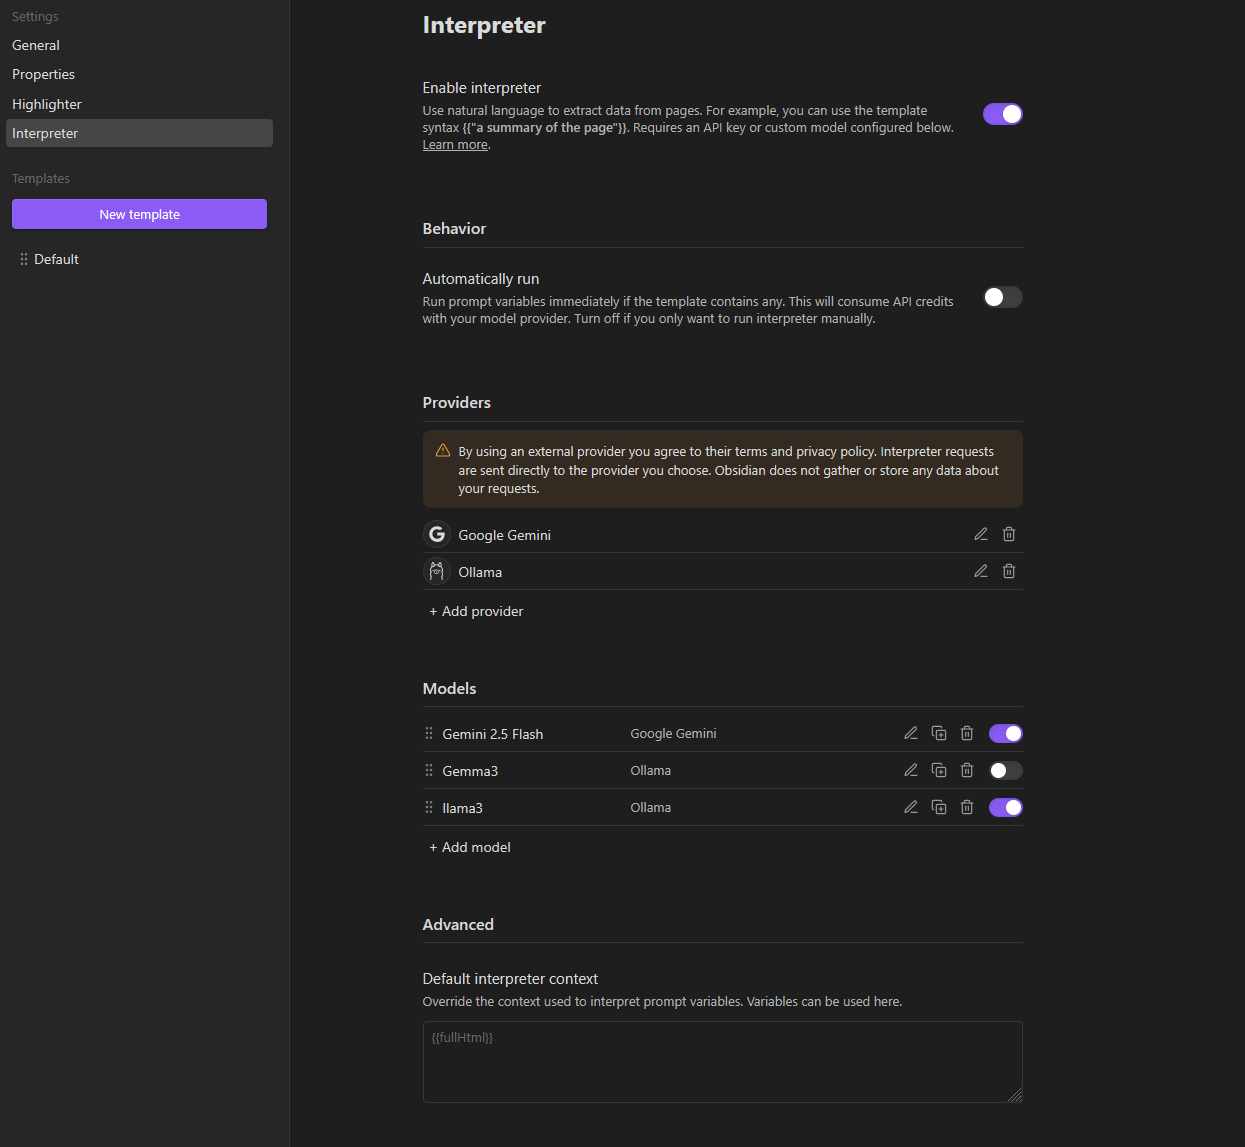 Settings
General
Properties
Highlighter
Interpreter
Templates
New template
Default
Interpreter
Enable interpreter
Use natural language to extract data from pages. For example, you can use the template
syntax {{"a summary of the page"}}. Requires an API key or custom model configured below.
Learn more.
Behavior
Automatically run
Run prompt variables immediately if the template contains any. This will consume API credits
with your model provider. Turn off if you only want to run interpreter manually.
Providers
By using an external provider you agree to their terms and privacy policy. Interpreter requests
are sent directly to the provider you choose. Obsidian does not gather or store any data about
your requests.
Google Gemini
Ollama
+ Add provider
Models
Gemini 2.5 Flash Google Gemini
Gemma3 Ollama
llama3 Ollama
+ Add model
Advanced
Default interpreter context
Override the context used to interpret prompt variables. Variables can be used here.
{{fullHtml}}